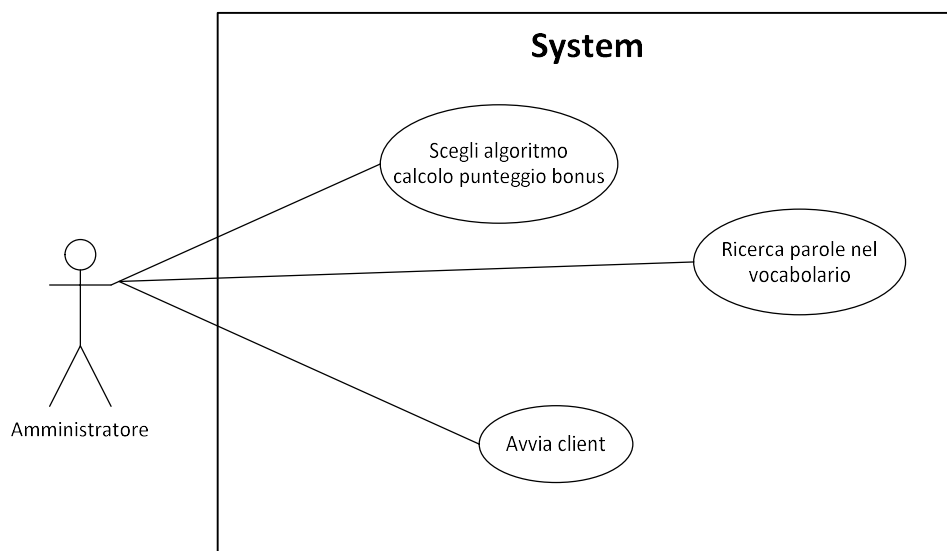 System
Scegli algoritmo
calcolo punteggio bonus
Ricerca parole nel
vocabolario
Amministratore
Avvia client